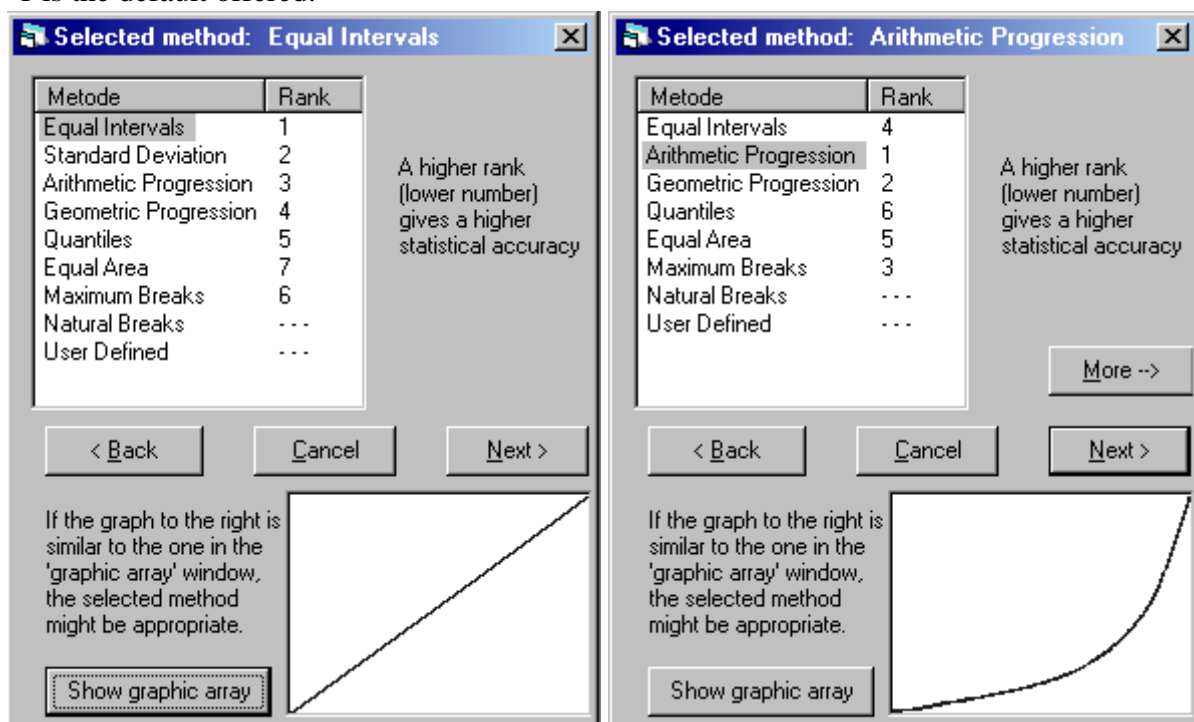 1 is the default offered.
Selected method: Equal Intervals
Metode Rank
Equal Intervals 1
Standard Deviation 2
Arithmetic Progression 3
Geometric Progression 4
Quantiles 5
Equal Area 7
Maximum Breaks 6
Natural Breaks - - -
User Defined - - -
A higher rank
(lower number)
gives a higher
statistical accuracy
< Back
Cancel
Next >
If the graph to the right is
similar to the one in the
'graphic array' window,
the selected method
might be appropriate.
Show graphic array
Selected method: Arithmetic Progression
Metode Rank
Equal Intervals 4
Arithmetic Progression 1
Geometric Progression 2
Quantiles 6
Equal Area 5
Maximum Breaks 3
Natural Breaks - - -
User Defined - - -
A higher rank
(lower number)
gives a higher
statistical accuracy
More -->
< Back
Cancel
Next >
If the graph to the right is
similar to the one in the
'graphic array' window,
the selected method
might be appropriate.
Show graphic array